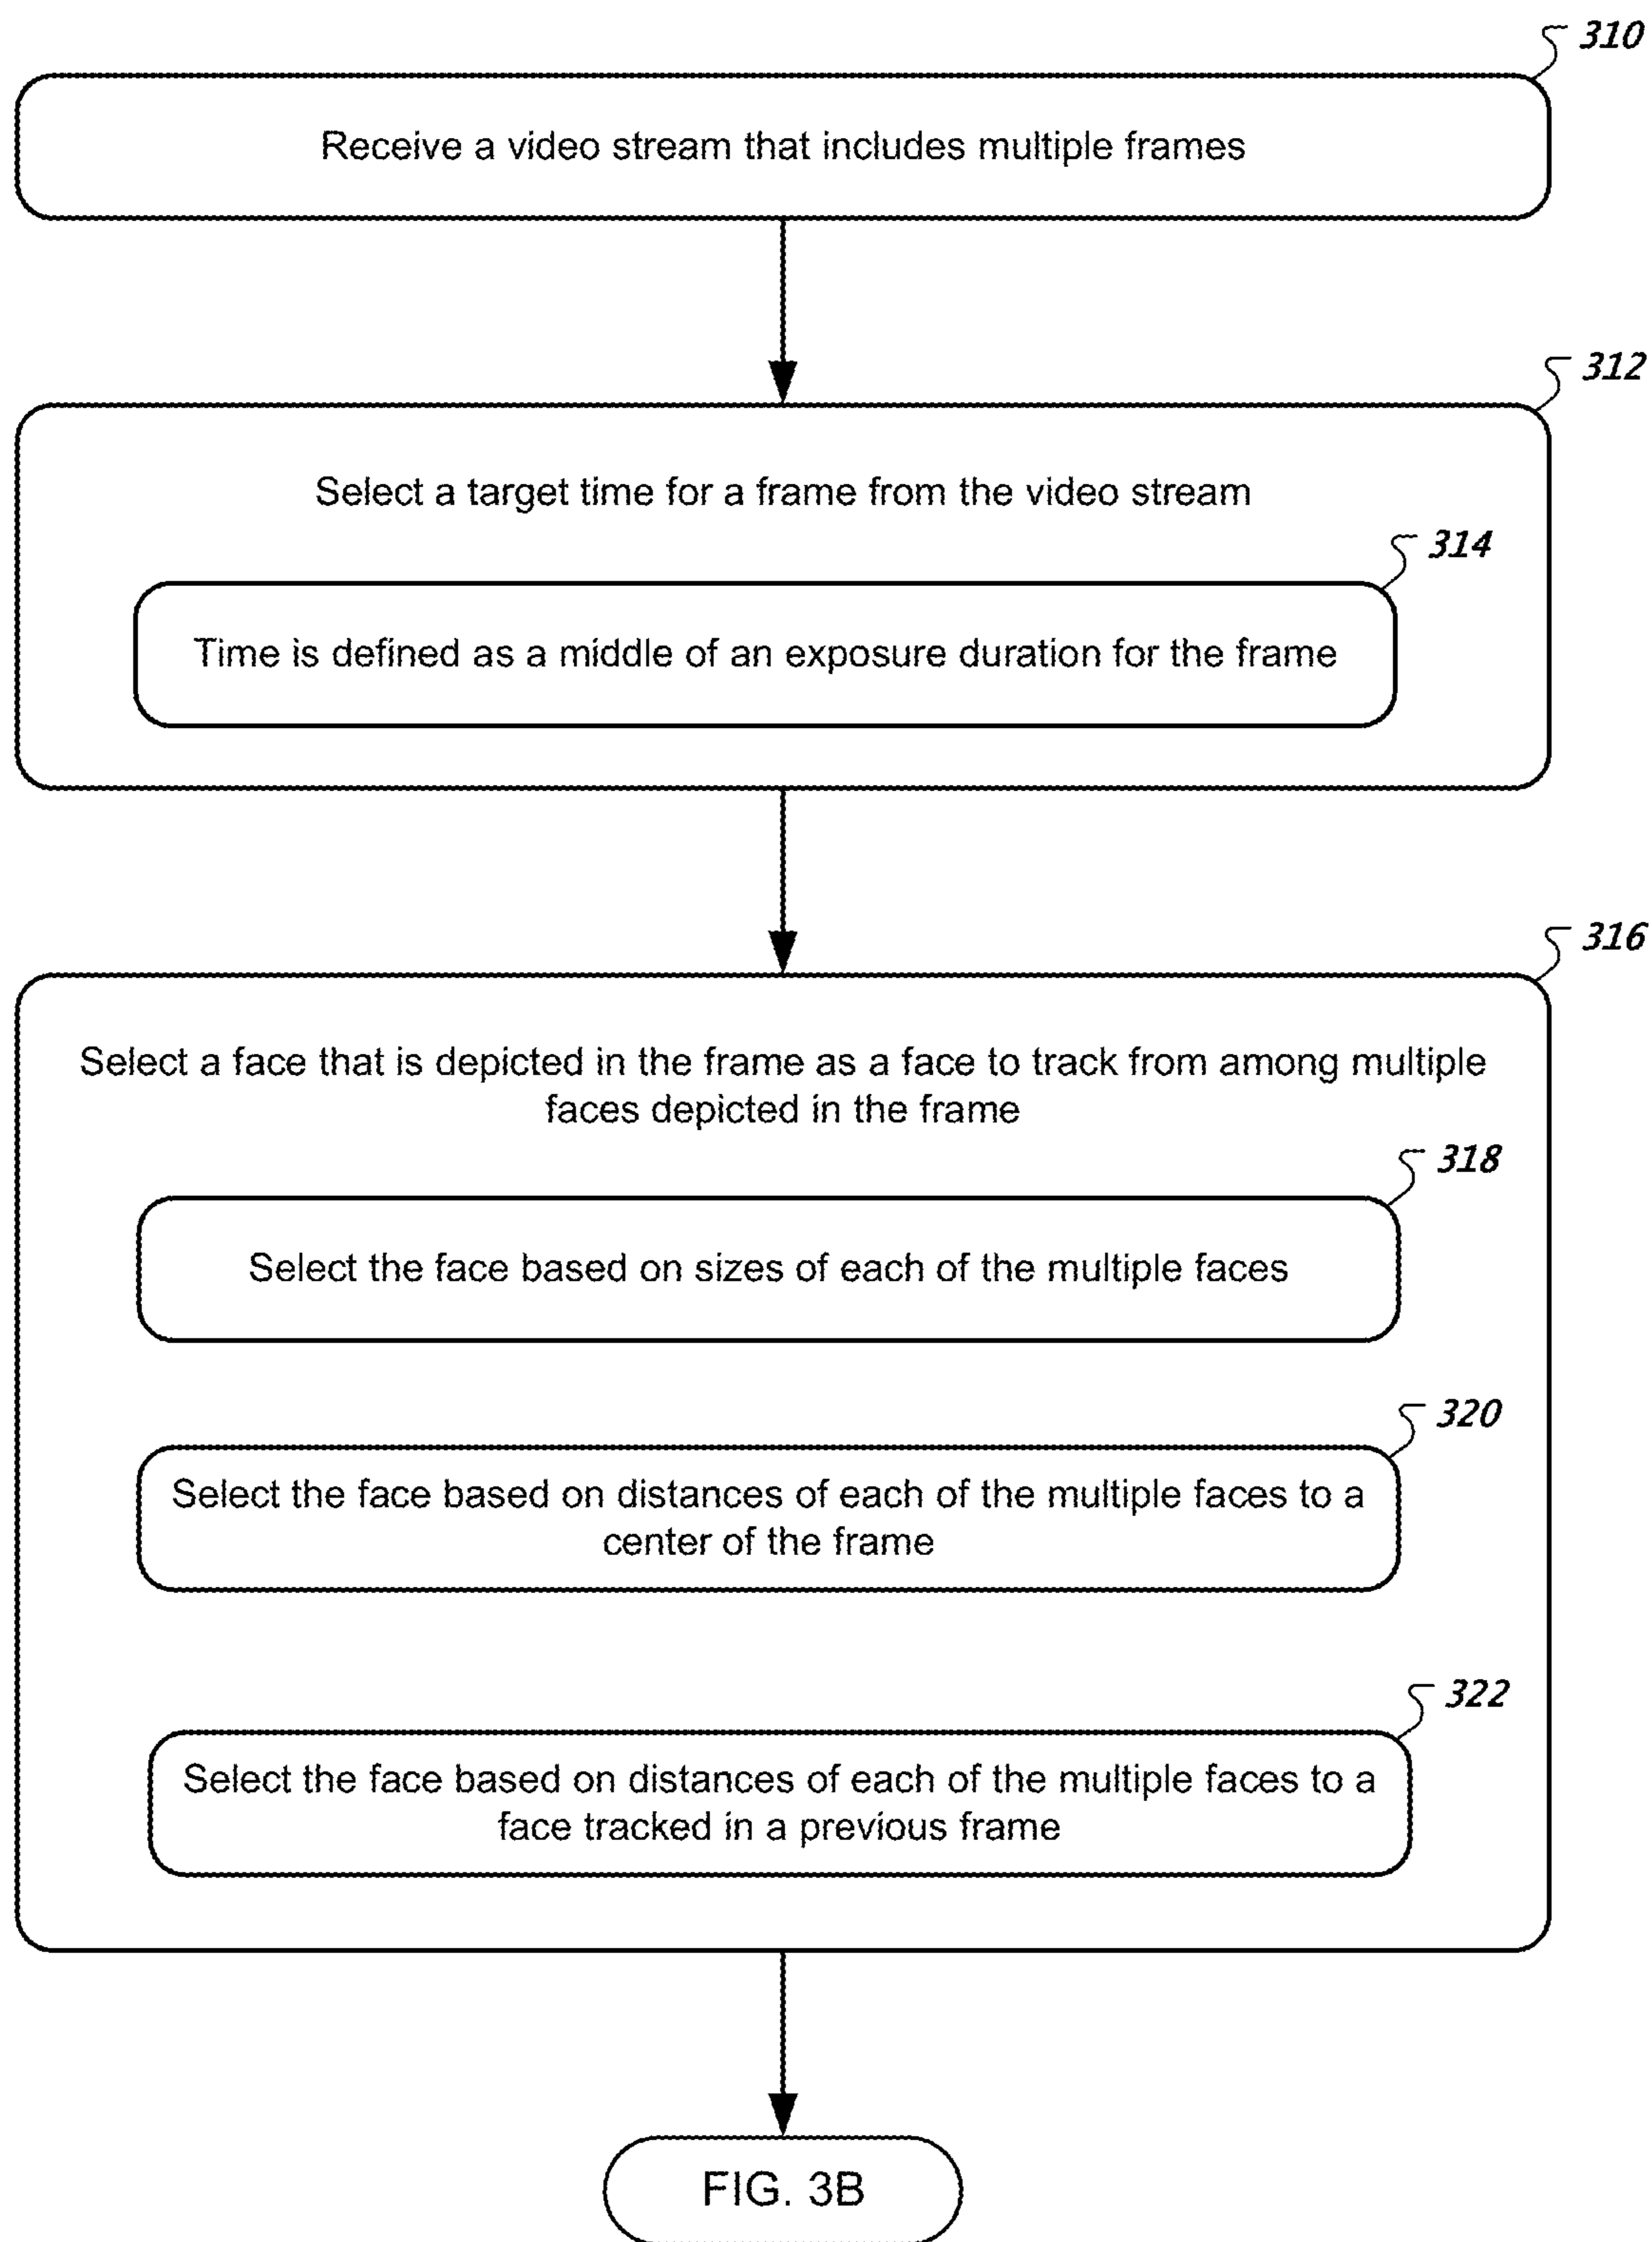 310
Receive a video stream that includes multiple frames
312
Select a target time for a frame from the video stream
314
Time is defined as a middle of an exposure duration for the frame
316
Select a face that is depicted in the frame as a face to track from among multiple
faces depicted in the frame
318
Select the face based on sizes of each of the multiple faces
320
Select the face based on distances of each of the multiple faces to a
center of the frame
322
Select the face based on distances of each of the multiple faces to a
face tracked in a previous frame
FIG. 3B